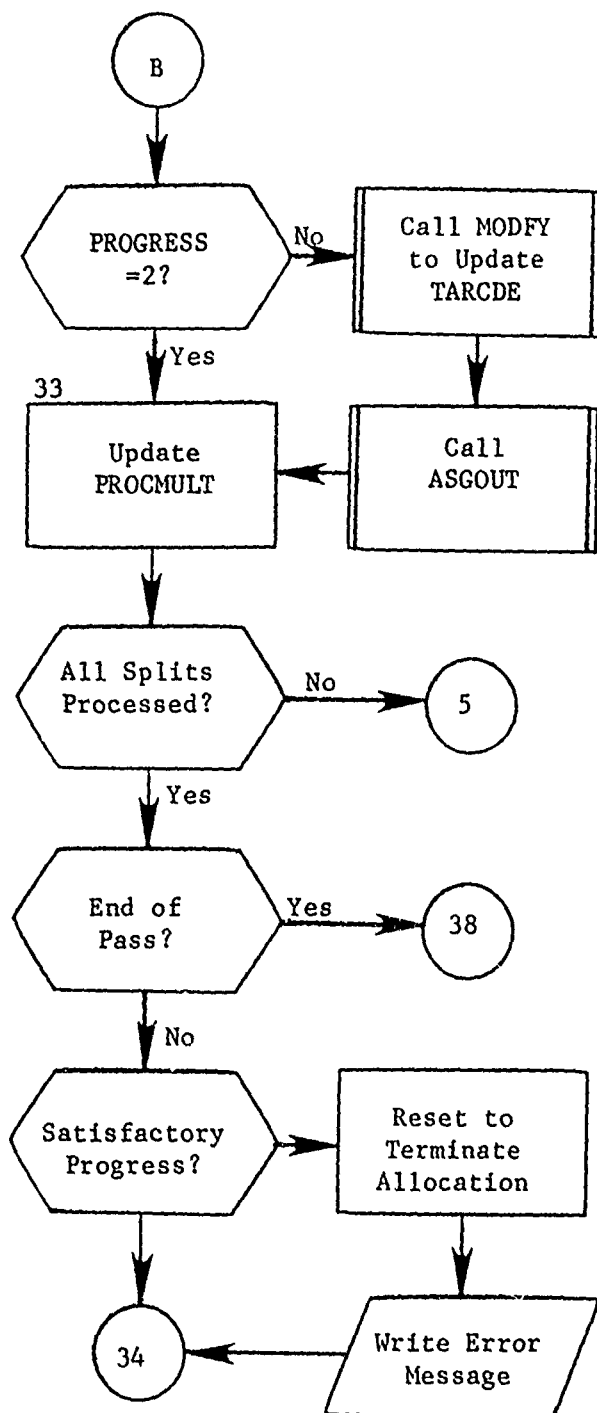 B
PROGRESS
=2?
No
Call MODFY
to Update
TARCDE
Yes
33
Update
PROCMULT
Call
ASGOUT
All Splits
Processed?
No
5
Yes
End of
Pass?
Yes
38
No
Satisfactory
Progress?
Reset to
Terminate
Allocation
34
Write Error
Message